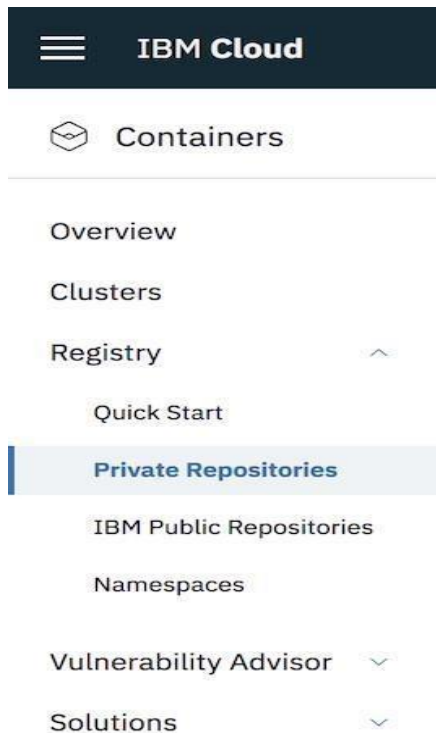 IBM Cloud
Containers
Overview
Clusters
Registry
Quick Start
Private Repositories
IBM Public Repositories
Namespaces
Vulnerability Advisor
Solutions